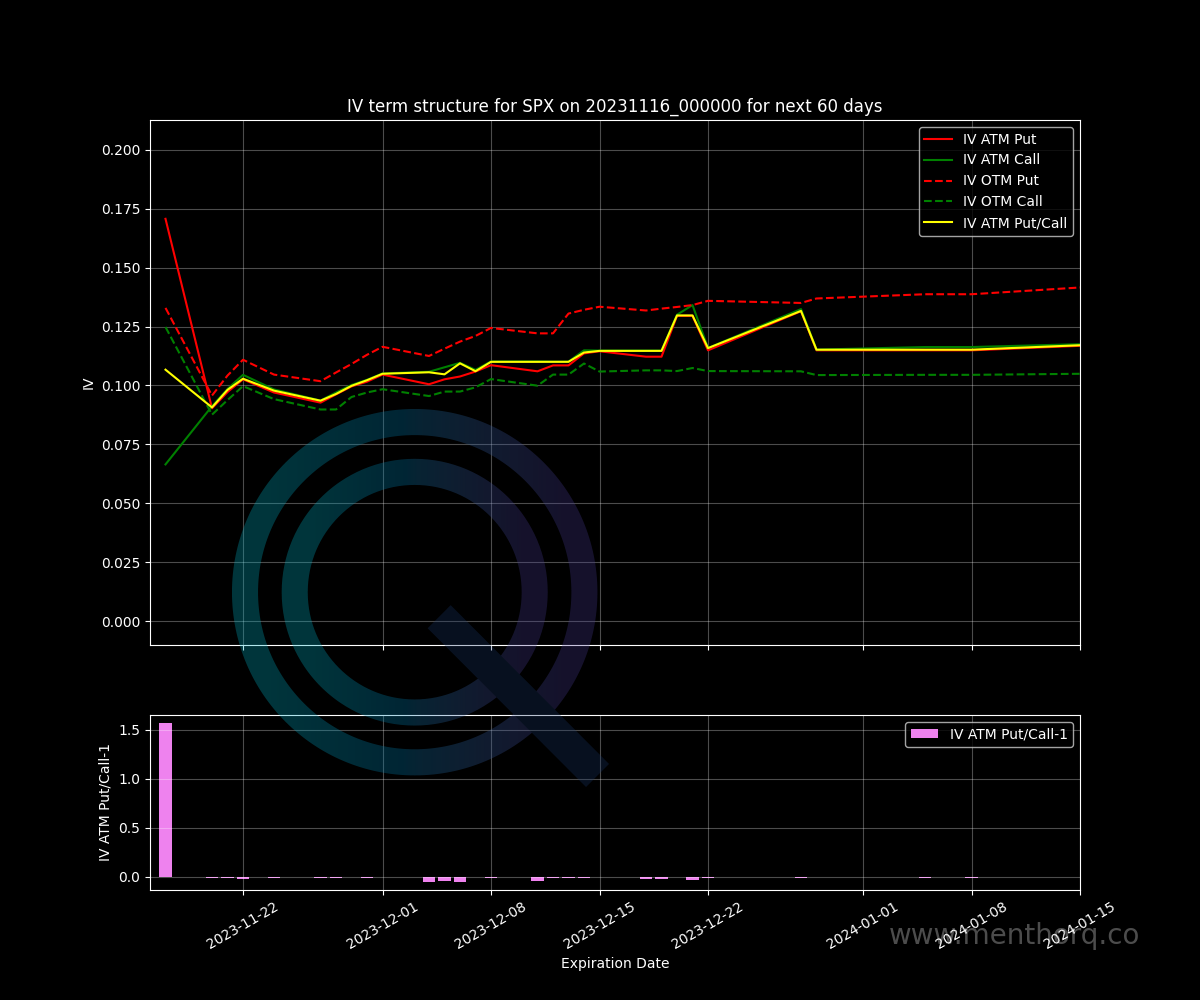 IV term structure for SPX on 20231116_000000 for next 60 days
IV ATM Put
IV ATM Call
IV OTM Put
IV OTM Call
IV ATM Put/Call
0.200
0.175
0.150
0.125
0.100
0.075
0.050
0.025
0.000
IV
IV ATM Put/Call-1
1.5
1.0
0.5
0.0
IV ATM Put/Call-1
2023-11-22
2023-12-01
2023-12-08
2023-12-15
2023-12-22
2024-01-01
2024-01-08
2024-01-15
www.menthorq.co
Expiration Date